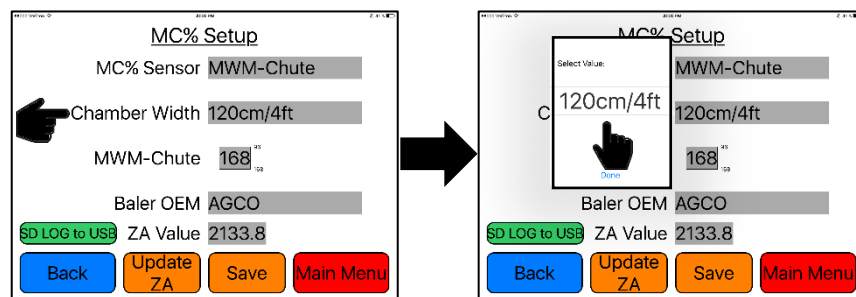 MC% Setup
MC% Sensor MWM-Chute
Chamber Width 120cm/4ft
MWM-Chute 168
168
Baler OEM AGCO
SD LOG to USB ZA Value 2133.8
Back Update ZA Save Main Menu
MC% Setup
Select Value:
MWM-Chute
120cm/4ft
C 120cm/4ft
168
168
Done
Baler OEM AGCO
SD LOG to USB ZA Value 2133.8
Back Update ZA Save Main Menu